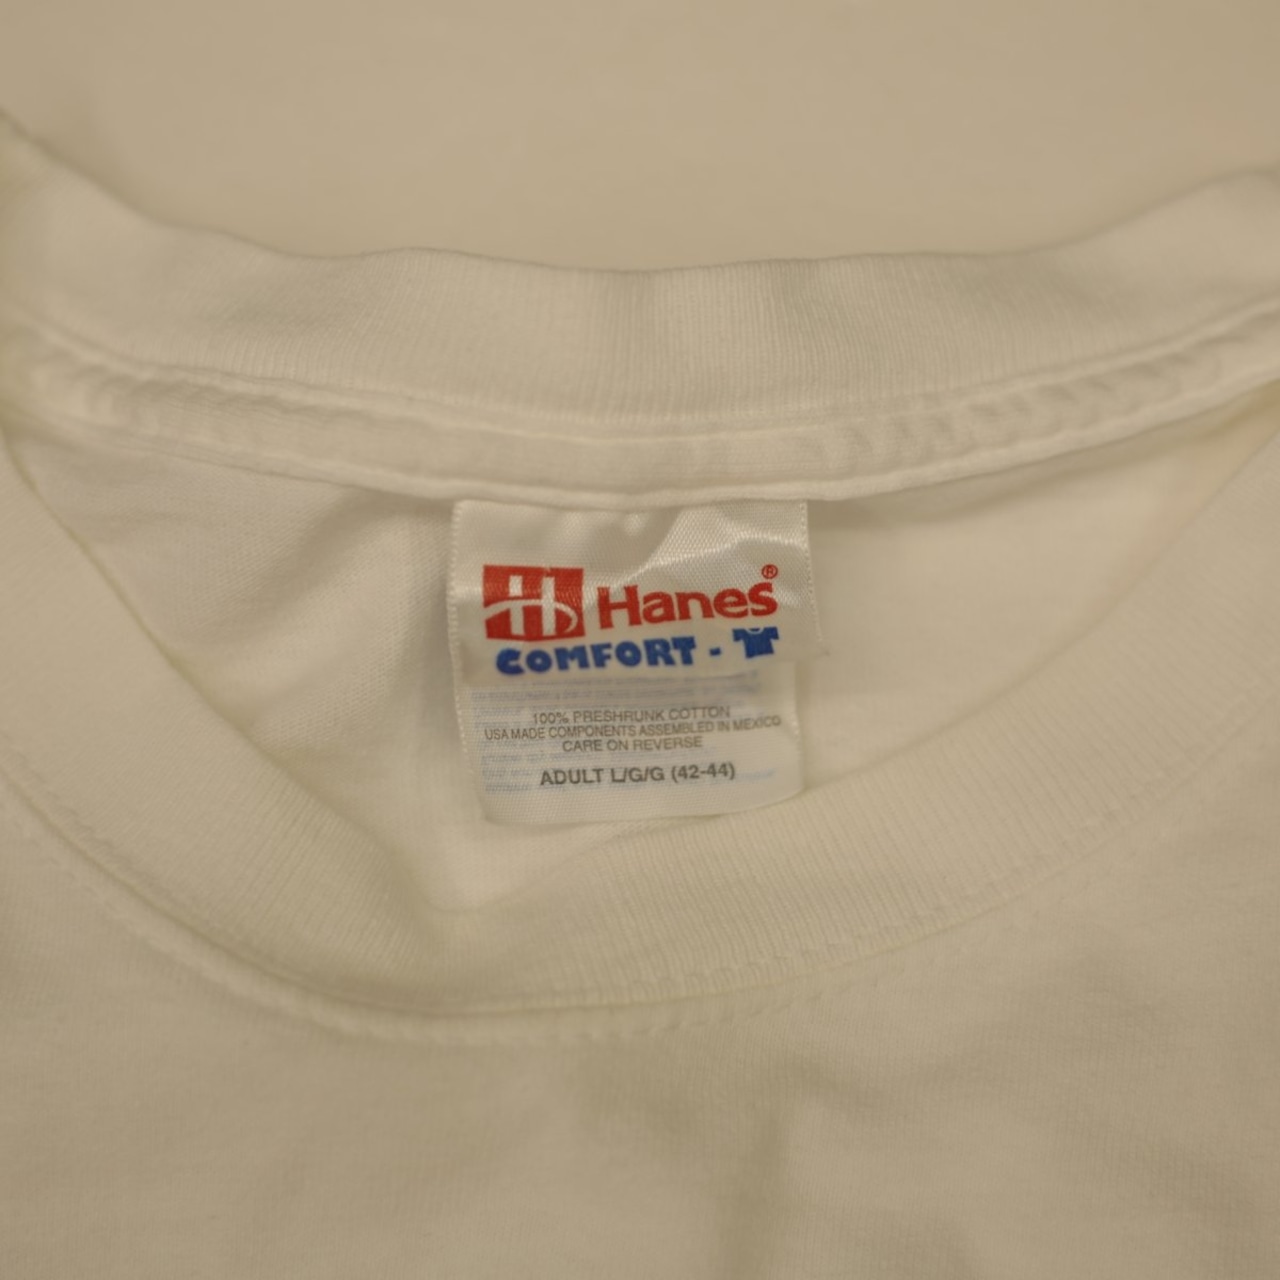 H Hanes®
COMFORT - T
100% PRESHRUNK COTTON
USA MADE COMPONENTS ASSEMBLED IN MEXICO
CARE ON REVERSE
ADULT L/G/G (42-44)